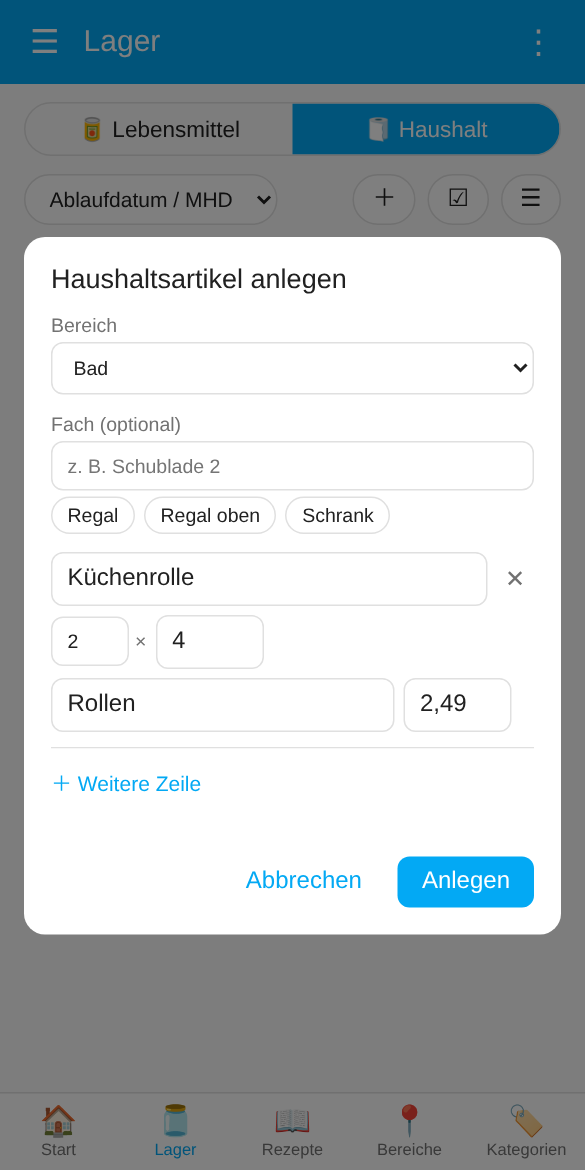 ☰ Lager ⋮
🥫 Lebensmittel 🧻 Haushalt
Ablaufdatum / MHD + ☑ ☰
Haushaltsartikel anlegen
Bereich
Bad
Fach (optional)
z. B. Schublade 2
Regal Regal oben Schrank
Küchenrolle ✕
2 × 4
Rollen 2,49
+ Weitere Zeile
Abbrechen Anlegen
Start Lager Rezepte Bereiche Kategorien